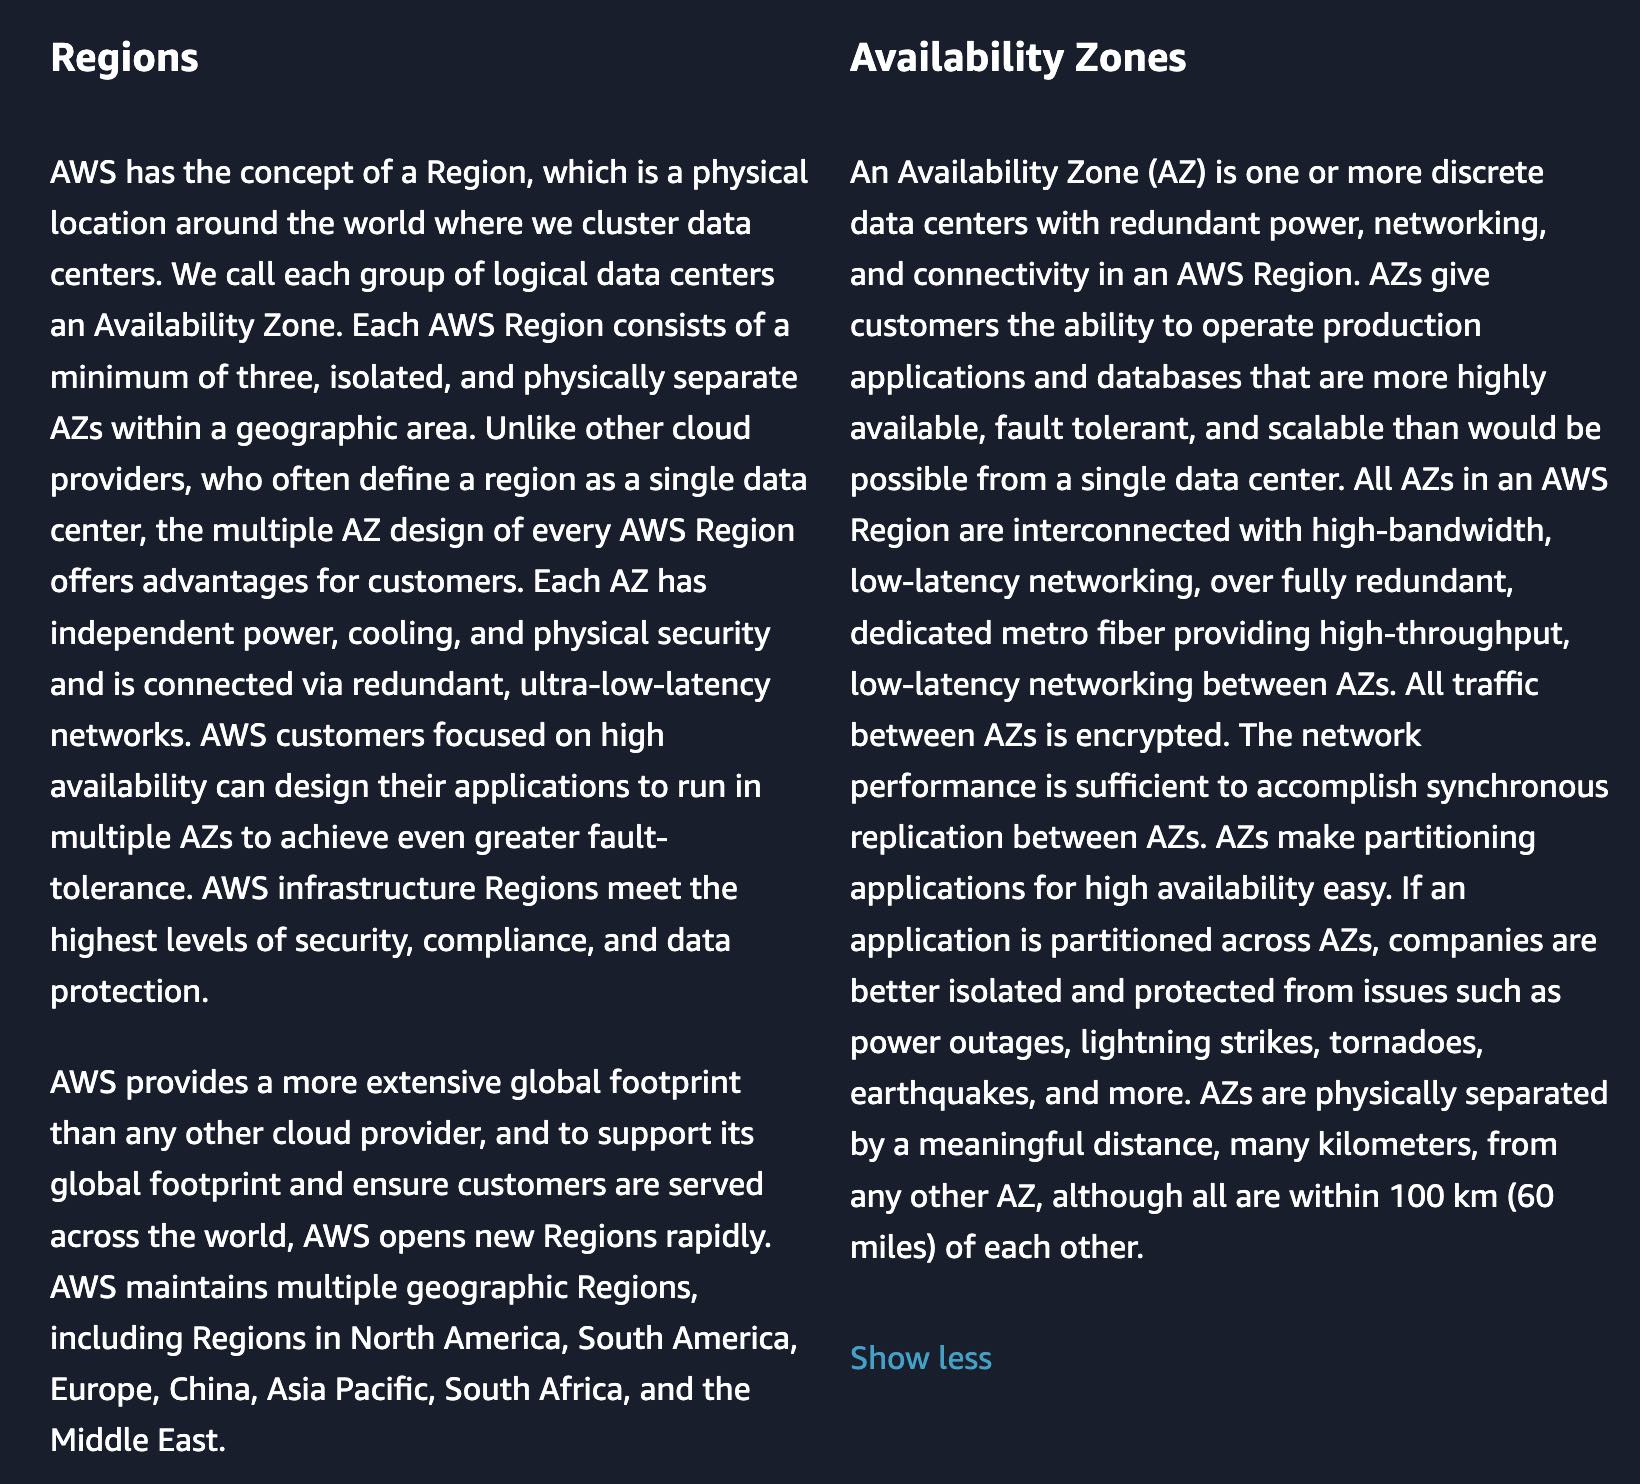 Regions
AWS has the concept of a Region, which is a physical
location around the world where we cluster data
centers. We call each group of logical data centers
an Availability Zone. Each AWS Region consists of a
minimum of three, isolated, and physically separate
AZs within a geographic area. Unlike other cloud
providers, who often define a region as a single data
center, the multiple AZ design of every AWS Region
offers advantages for customers. Each AZ has
independent power, cooling, and physical security
and is connected via redundant, ultra-low-latency
networks. AWS customers focused on high
availability can design their applications to run in
multiple AZs to achieve even greater fault-
tolerance. AWS infrastructure Regions meet the
highest levels of security, compliance, and data
protection.
AWS provides a more extensive global footprint
than any other cloud provider, and to support its
global footprint and ensure customers are served
across the world, AWS opens new Regions rapidly.
AWS maintains multiple geographic Regions,
including Regions in North America, South America,
Europe, China, Asia Pacific, South Africa, and the
Middle East.
Availability Zones
An Availability Zone (AZ) is one or more discrete
data centers with redundant power, networking,
and connectivity in an AWS Region. AZs give
customers the ability to operate production
applications and databases that are more highly
available, fault tolerant, and scalable than would be
possible from a single data center. All AZs in an AWS
Region are interconnected with high-bandwidth,
low-latency networking, over fully redundant,
dedicated metro fiber providing high-throughput,
low-latency networking between AZs. All traffic
between AZs is encrypted. The network
performance is sufficient to accomplish synchronous
replication between AZs. AZs make partitioning
applications for high availability easy. If an
application is partitioned across AZs, companies are
better isolated and protected from issues such as
power outages, lightning strikes, tornadoes,
earthquakes, and more. AZs are physically separated
by a meaningful distance, many kilometers, from
any other AZ, although all are within 100 km (60
miles) of each other.
Show less